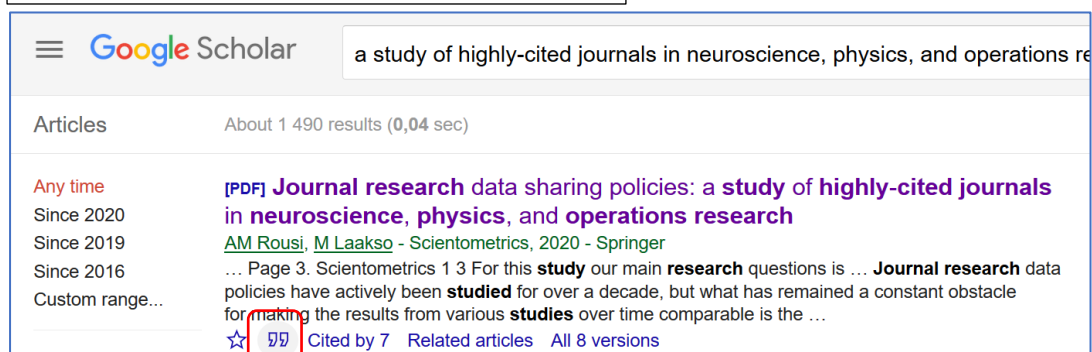 Google Scholar
a study of highly-cited journals in neuroscience, physics, and operations re
Articles
About 1 490 results (0,04 sec)
Any time
Since 2020
Since 2019
Since 2016
Custom range...
[PDF] Journal research data sharing policies: a study of highly-cited journals
in neuroscience, physics, and operations research
AM Rousi, M Laakso - Scientometrics, 2020 - Springer
… Page 3. Scientometrics 1 3 For this study our main research questions is … Journal research data
policies have actively been studied for over a decade, but what has remained a constant obstacle
for making the results from various studies over time comparable is the …
Cited by 7 Related articles All 8 versions